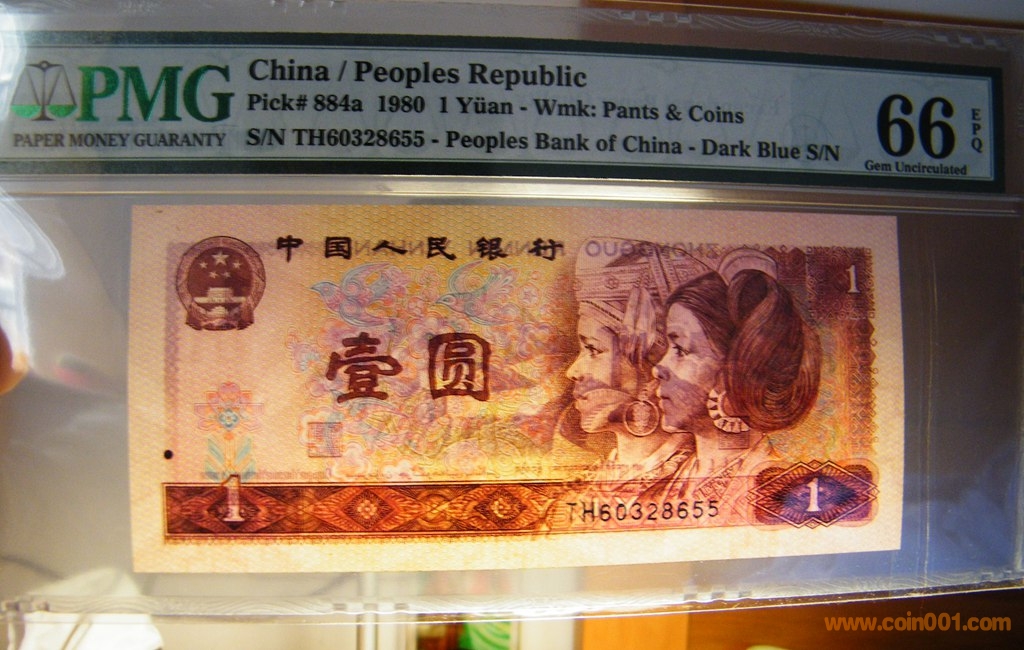 PMG
PAPER MONEY GUARANTY
China / Peoples Republic
Pick# 884a 1980 1 Yüan - Wmk: Pants & Coins
S/N TH60328655 - Peoples Bank of China - Dark Blue S/N
66
EPQ
Gem Uncirculated
中国人民银行
1
壹圆
1
TH60328655
1
www.coin001.com